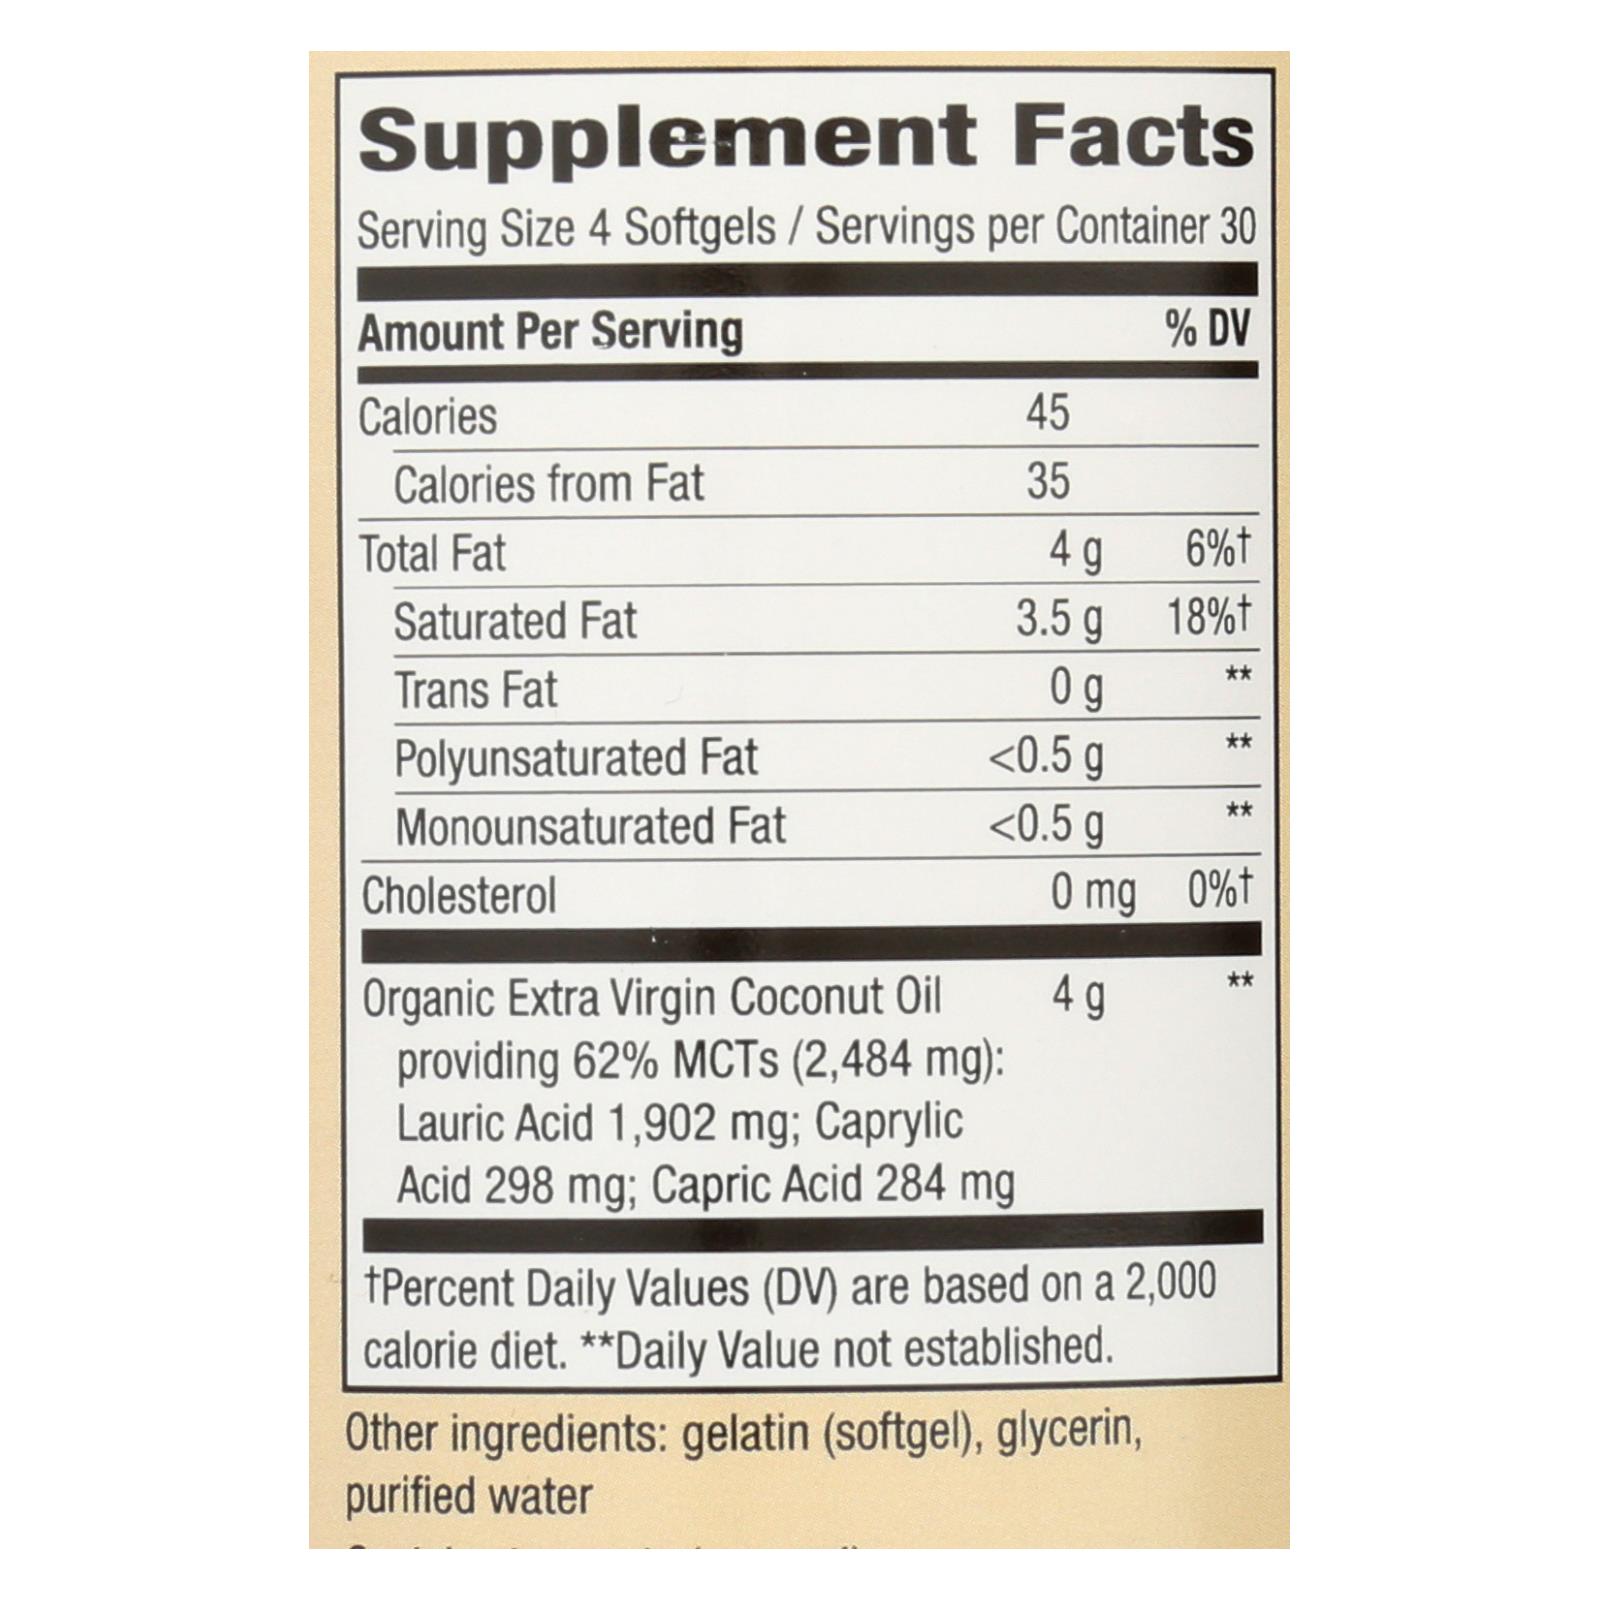 Supplement Facts
Serving Size 4 Softgels / Servings per Container 30
Amount Per Serving % DV
Calories 45
Calories from Fat 35
Total Fat 4 g 6%†
Saturated Fat 3.5 g 18%†
Trans Fat 0 g **
Polyunsaturated Fat <0.5 g **
Monounsaturated Fat <0.5 g **
Cholesterol 0 mg 0%†
Organic Extra Virgin Coconut Oil 4 g **
providing 62% MCTs (2,484 mg):
Lauric Acid 1,902 mg; Caprylic
Acid 298 mg; Capric Acid 284 mg
†Percent Daily Values (DV) are based on a 2,000
calorie diet. **Daily Value not established.
Other ingredients: gelatin (softgel), glycerin,
purified water